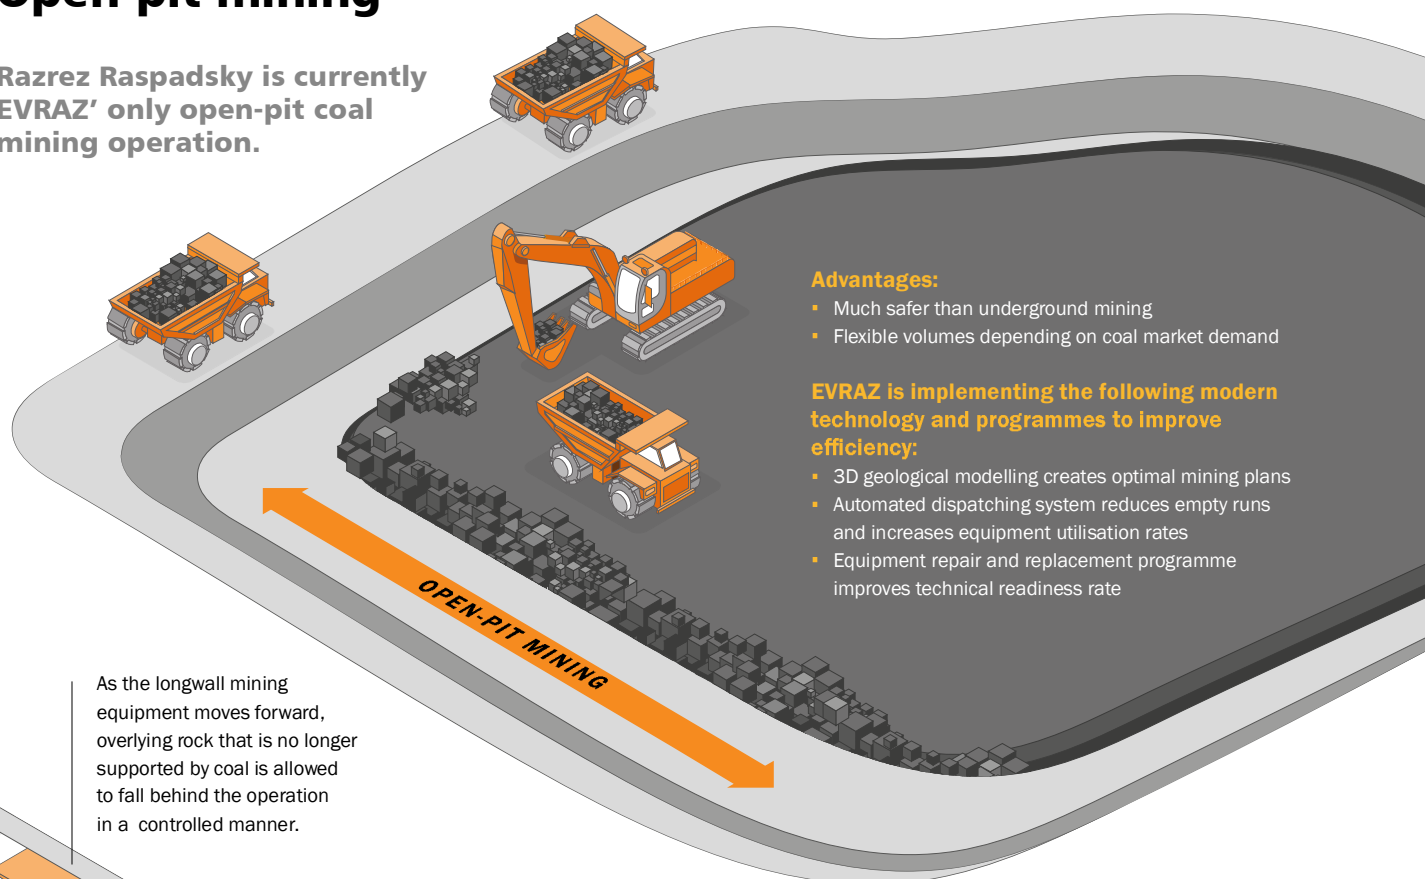 Open-pit mining
Razrez Raspadsky is currently
EVRAZ’ only open-pit coal
mining operation.
Advantages:
▪ Much safer than underground mining
▪ Flexible volumes depending on coal market demand
EVRAZ is implementing the following modern
technology and programmes to improve
efficiency:
▪ 3D geological modelling creates optimal mining plans
▪ Automated dispatching system reduces empty runs
and increases equipment utilisation rates
▪ Equipment repair and replacement programme
improves technical readiness rate
OPEN-PIT MINING
As the longwall mining
equipment moves forward,
overlying rock that is no longer
supported by coal is allowed
to fall behind the operation
in a controlled manner.